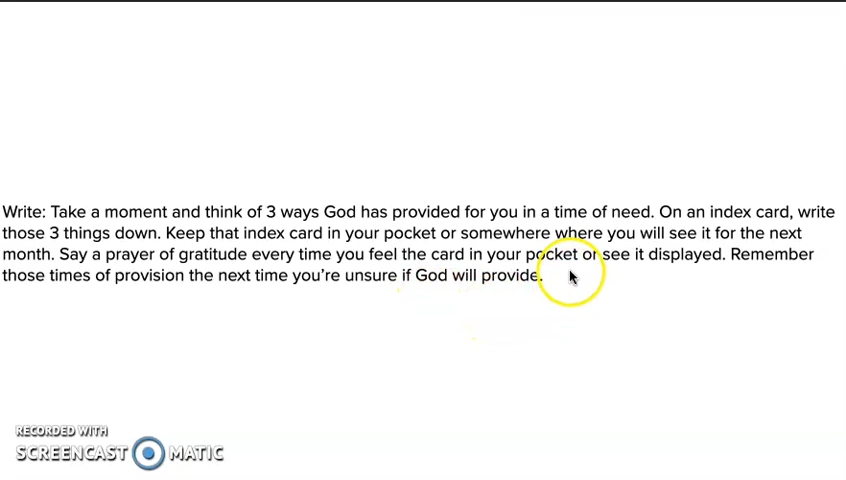 Write: Take a moment and think of 3 ways God has provided for you in a time of need. On an index card, write
those 3 things down. Keep that index card in your pocket or somewhere where you will see it for the next
month. Say a prayer of gratitude every time you feel the card in your pocket or see it displayed. Remember
those times of provision the next time you’re unsure if God will provide.
RECORDED WITH
SCREENCAST MATIC